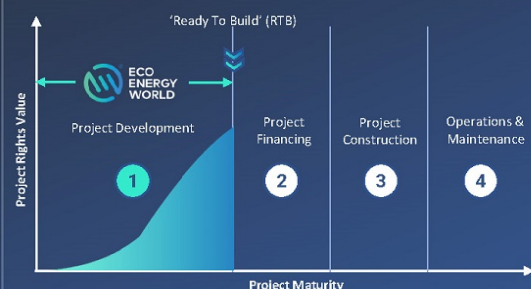 'Ready To Build' (RTB)
ECO
ENERGY
WORLD
Project Development
Project
Financing
Project
Construction
Operations &
Maintenance
1
2
3
4
Project Rights Value
Project Maturity